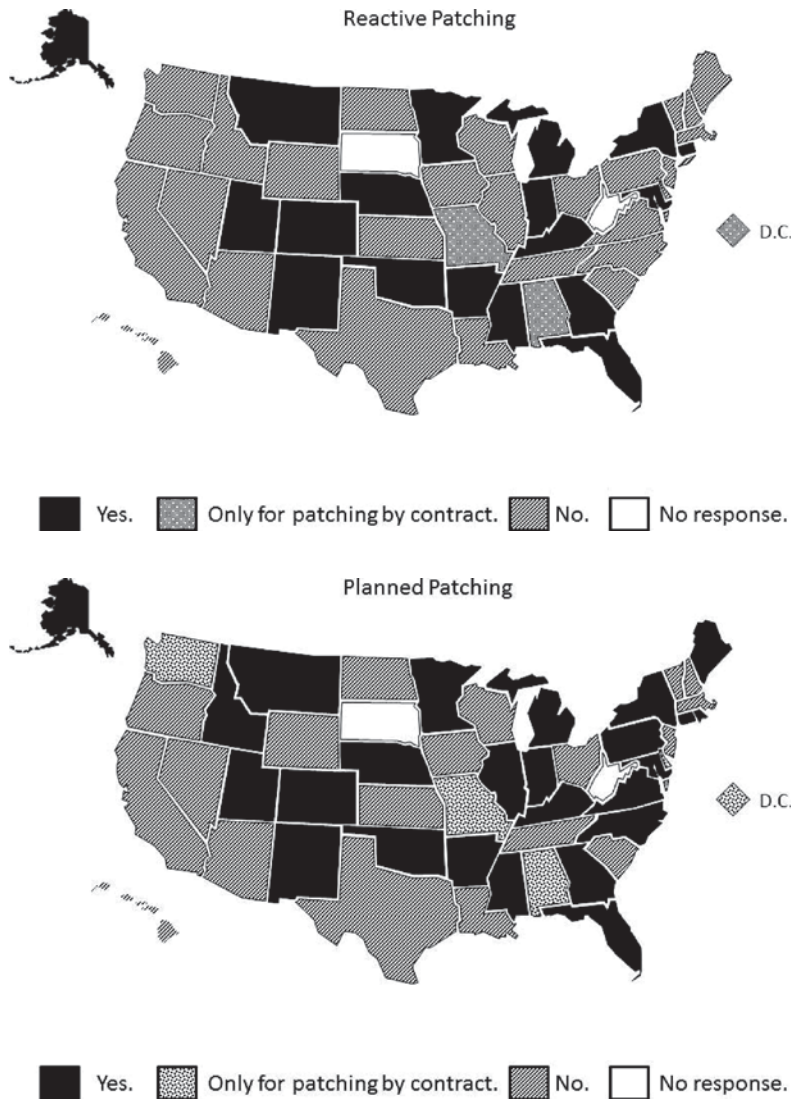 Reactive Patching
D.C.
Yes. Only for patching by contract. No. No response.
Planned Patching
D.C.
Yes. Only for patching by contract. No. No response.